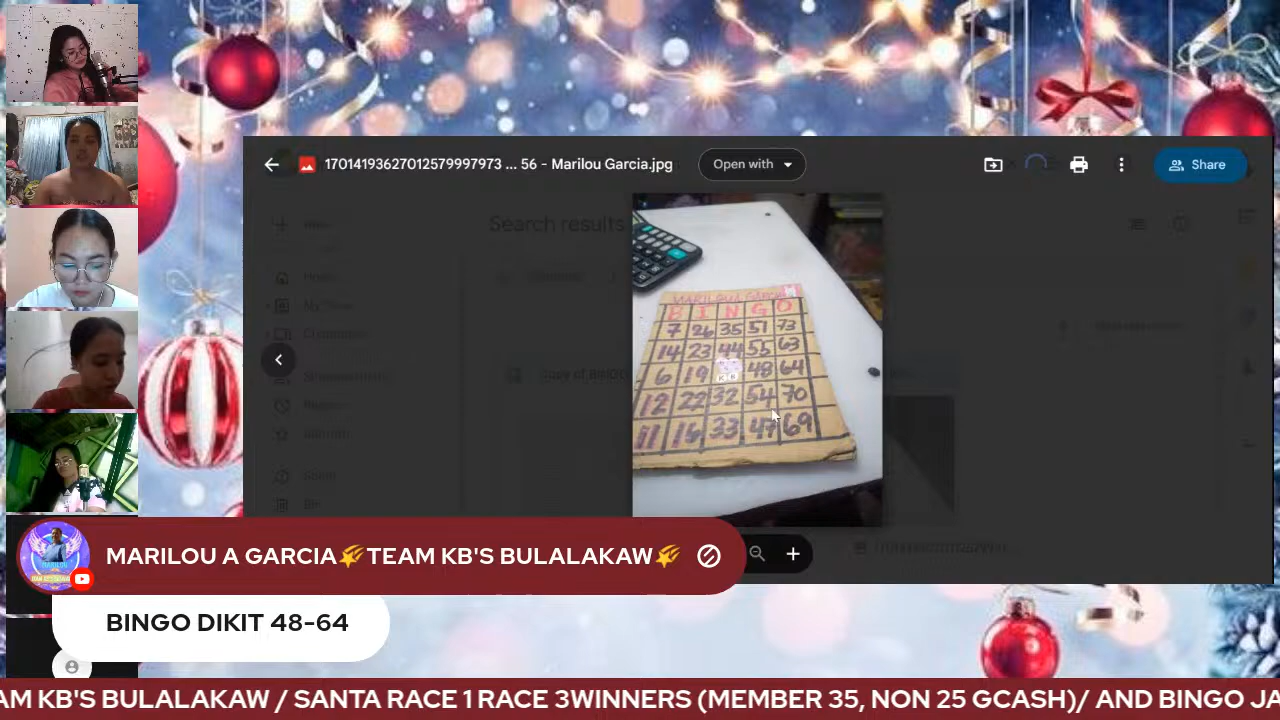 17014193627012579997973 ... 56 - Marilou Garcia.jpg
Open with
Share
Search results
MARILOU GARCIA
B I N G O
7 26 35 51 73
14 23 44 55 63
6 19 48 64
12 22 32 54 70
11 16 33 47 69
MARILOU A GARCIA🌠TEAM KB'S BULALAKAW🌠
BINGO DIKIT 48-64
AM KB'S BULALAKAW / SANTA RACE 1 RACE 3WINNERS (MEMBER 35, NON 25 GCASH)/ AND BINGO JA